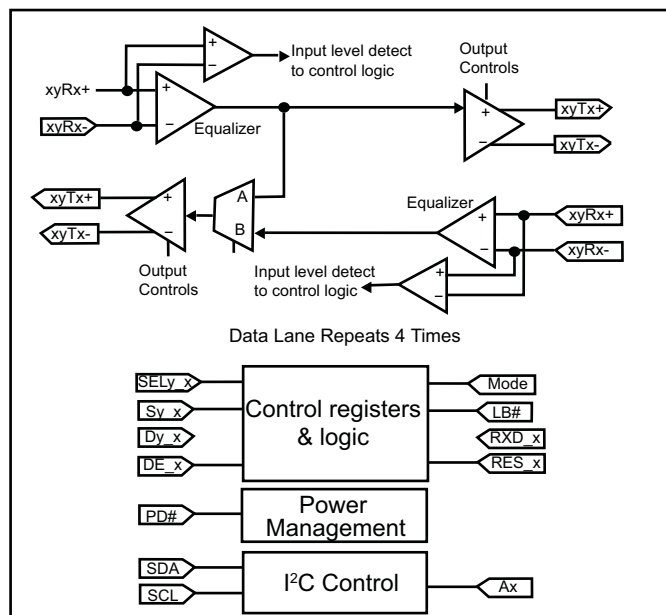 Input level detect
to control logic
Output
Controls
+
−
xyRx+
xyRx-
+
−
Equalizer
+
−
xyTx+
xyTx-
xyTx+
xyTx-
+
−
A
B
Equalizer
+
−
xyRx+
xyRx-
Output
Controls
Input level detect
to control logic
+
−
Data Lane Repeats 4 Times
SELy_x
Sy_x
Dy_x
DE_x
Control registers
& logic
Mode
LB#
RXD_x
RES_x
PD#
Power
Management
SDA
SCL
I²C Control
Ax